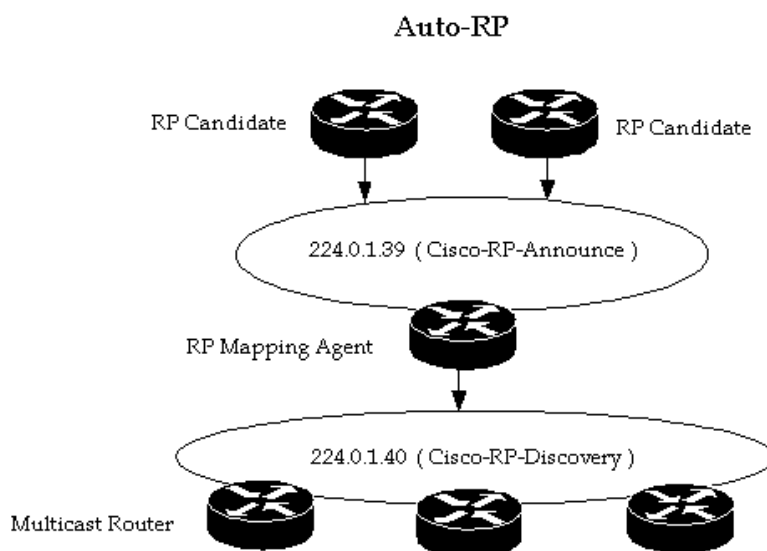 Auto-RP
RP Candidate
RP Candidate
224.0.1.39 ( Cisco-RP-Announce )
RP Mapping Agent
224.0.1.40 ( Cisco-RP-Discovery )
Multicast Router